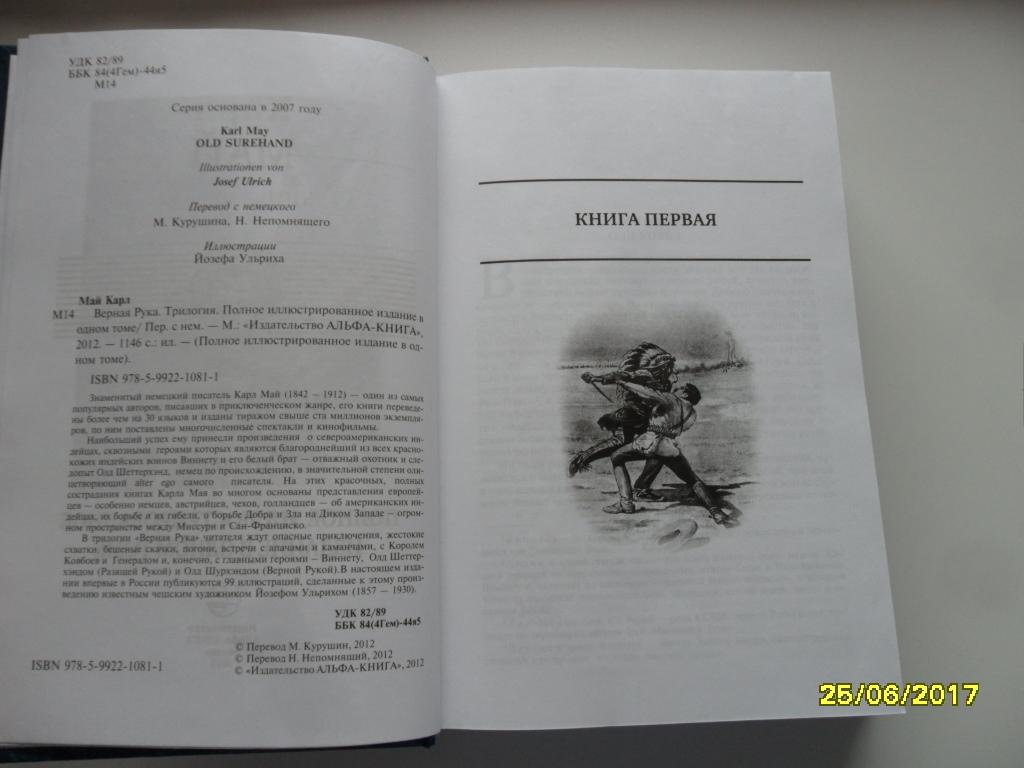 УДК 82/89
ББК 84(4Гем)-44я5
М14
Серия основана в 2007 году
Karl May
OLD SUREHAND
Illustrationen von
Josef Ulrich
Перевод с немецкого
М. Курушина, Н. Непомнящего
Иллюстрации
Йозефа Ульриха
Май Карл
М14 Верная Рука. Трилогия. Полное иллюстрированное издание в
одном томе/ Пер. с нем. — М.: «Издательство АЛЬФА-КНИГА»,
2012. — 1146 с.: ил. — (Полное иллюстрированное издание в од-
ном томе).
ISBN 978-5-9922-1081-1
Знаменитый немецкий писатель Карл Май (1842 – 1912) — один из самых
популярных авторов, писавших в приключенческом жанре, его книги переведе-
ны более чем на 30 языков и изданы тиражом свыше ста миллионов экземпля-
ров, по ним поставлены многочисленные спектакли и кинофильмы.
Наибольший успех ему принесли произведения о североамериканских ин-
дейцах, сквозными героями которых являются благороднейший из всех красно-
кожих индейских воинов Виннету и его белый брат — отважный охотник и сле-
допыт Олд Шеттерхэнд, немец по происхождению, в значительной степени оли-
цетворяющий alter ego самого писателя. На этих красочных, полных
сострадания книгах Карла Мая во многом основаны представления европей-
цев — особенно немцев, австрийцев, чехов, голландцев — об американских ин-
дейцах, их борьбе и их гибели, о борьбе Добра и Зла на Диком Западе — огром-
ном пространстве между Миссури и Сан-Франциско.
В трилогии «Верная Рука» читателя ждут опасные приключения, жестокие
схватки, бешеные скачки, погони, встречи с апачами и каманчами, с Королем
Ковбоев и Генералом и, конечно, с главными героями – Виннету, Олд Шеттер-
хэндом (Разящей Рукой) и Олд Шурхэндом (Верной Рукой).В настоящем изда-
нии впервые в России публикуются 99 иллюстраций, сделанные к этому произ-
ведению известным чешским художником Йозефом Ульрихом (1857 – 1930).
УДК 82/89
ББК 84(4Гем)-44я5
© Перевод М. Курушин, 2012
© Перевод Н. Непомнящий, 2012
© «Издательство АЛЬФА-КНИГА», 2012
ISBN 978-5-9922-1081-1
КНИГА ПЕРВАЯ
25/06/2017